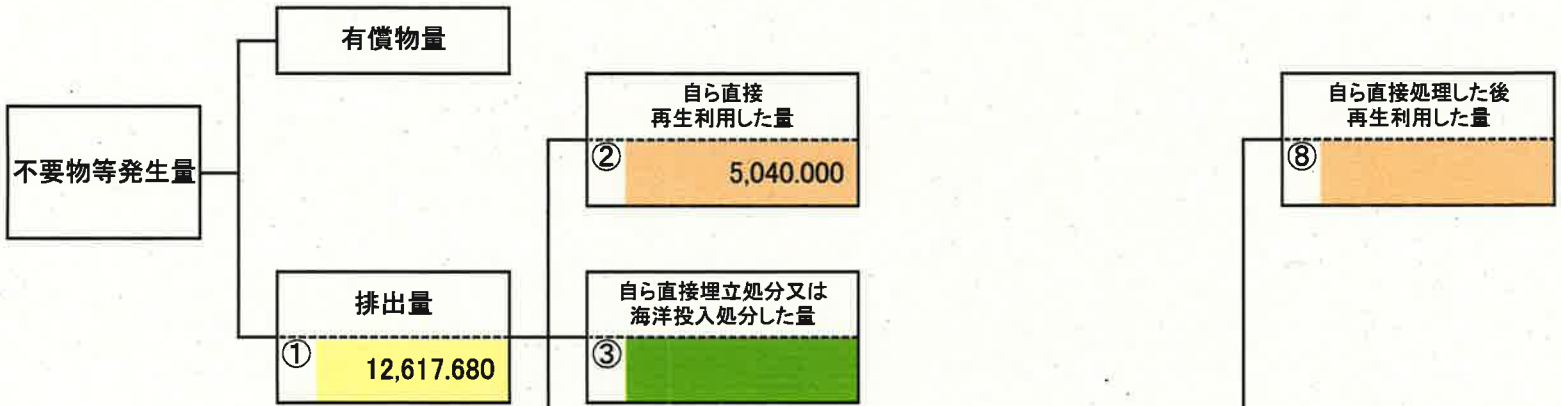 有償物量
不要物等発生量
自ら直接
再生利用した量
②
5,040.000
自ら直接処理した後
再生利用した量
⑧
排出量
①
12,617.680
自ら直接埋立処分又は
海洋投入処分した量
③